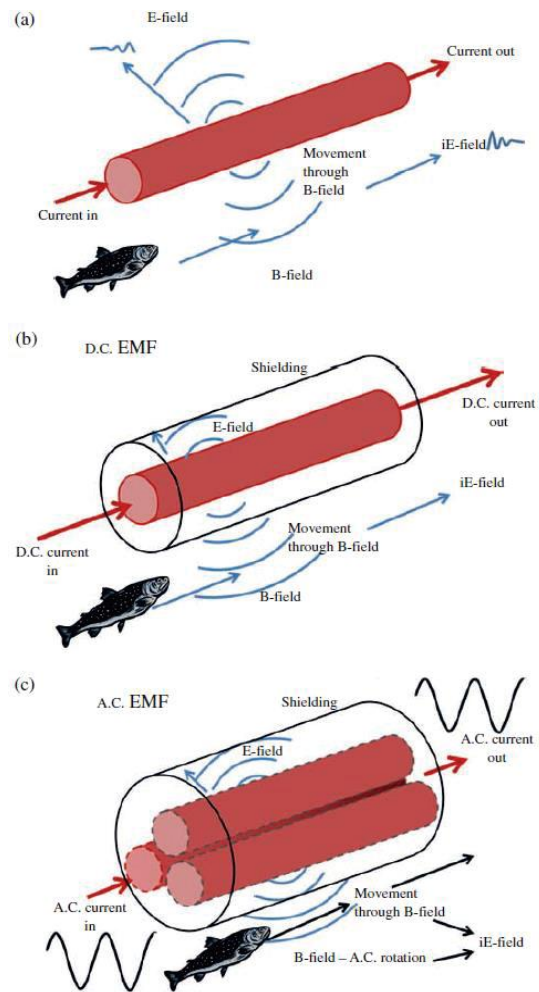 (a)
E-field
Current out
iE-field
Movement
through
B-field
Current in
B-field
(b)
D.C. EMF
Shielding
E-field
D.C. current
out
iE-field
Movement
through B-field
D.C. current
in
B-field
(c)
A.C. EMF
Shielding
E-field
A.C. current
out
A.C. current
in
Movement
through B-field
iE-field
B-field – A.C. rotation